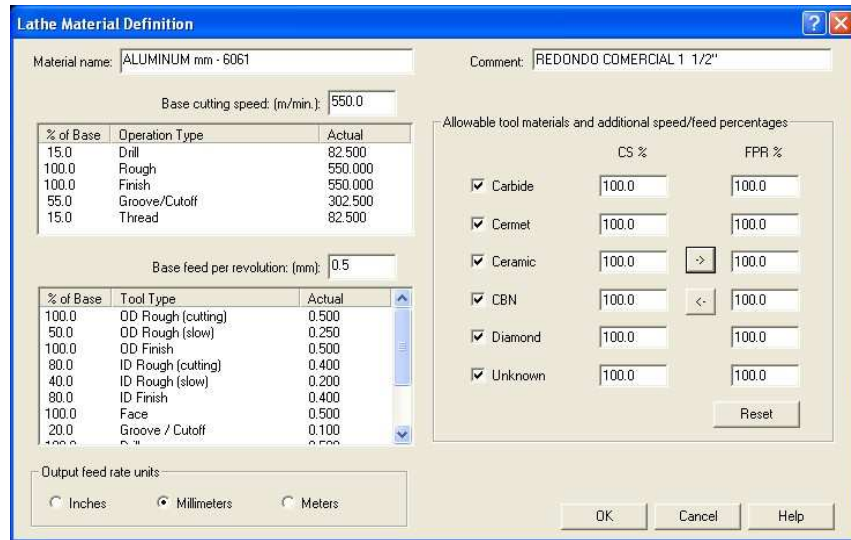 Lathe Material Definition
Material name: ALUMINUM mm - 6061
Comment: REDONDO COMERCIAL 1 1/2"
Base cutting speed: (m/min.): 550.0
% of Base Operation Type Actual
15.0 Drill 82.500
100.0 Rough 550.000
100.0 Finish 550.000
55.0 Groove/Cutoff 302.500
15.0 Thread 82.500
Base feed per revolution: (mm): 0.5
% of Base Tool Type Actual
100.0 OD Rough (cutting) 0.500
50.0 OD Rough (slow) 0.250
100.0 OD Finish 0.500
80.0 ID Rough (cutting) 0.400
40.0 ID Rough (slow) 0.200
80.0 ID Finish 0.400
100.0 Face 0.500
20.0 Groove / Cutoff 0.100
Output feed rate units
Inches Millimeters Meters
Allowable tool materials and additional speed/feed percentages
CS % FPR %
Carbide 100.0 100.0
Cermet 100.0 100.0
Ceramic 100.0 -> 100.0
CBN 100.0 <- 100.0
Diamond 100.0 100.0
Unknown 100.0 100.0
Reset
OK Cancel Help